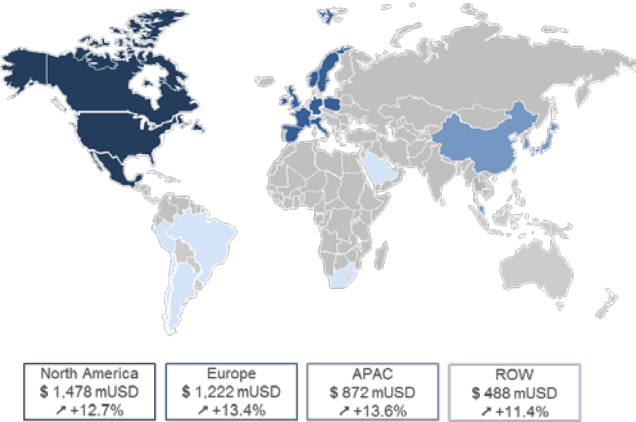 North America
$ 1,478 mUSD
↗ +12.7%
Europe
$ 1,222 mUSD
↗ +13.4%
APAC
$ 872 mUSD
↗ +13.6%
ROW
$ 488 mUSD
↗ +11.4%